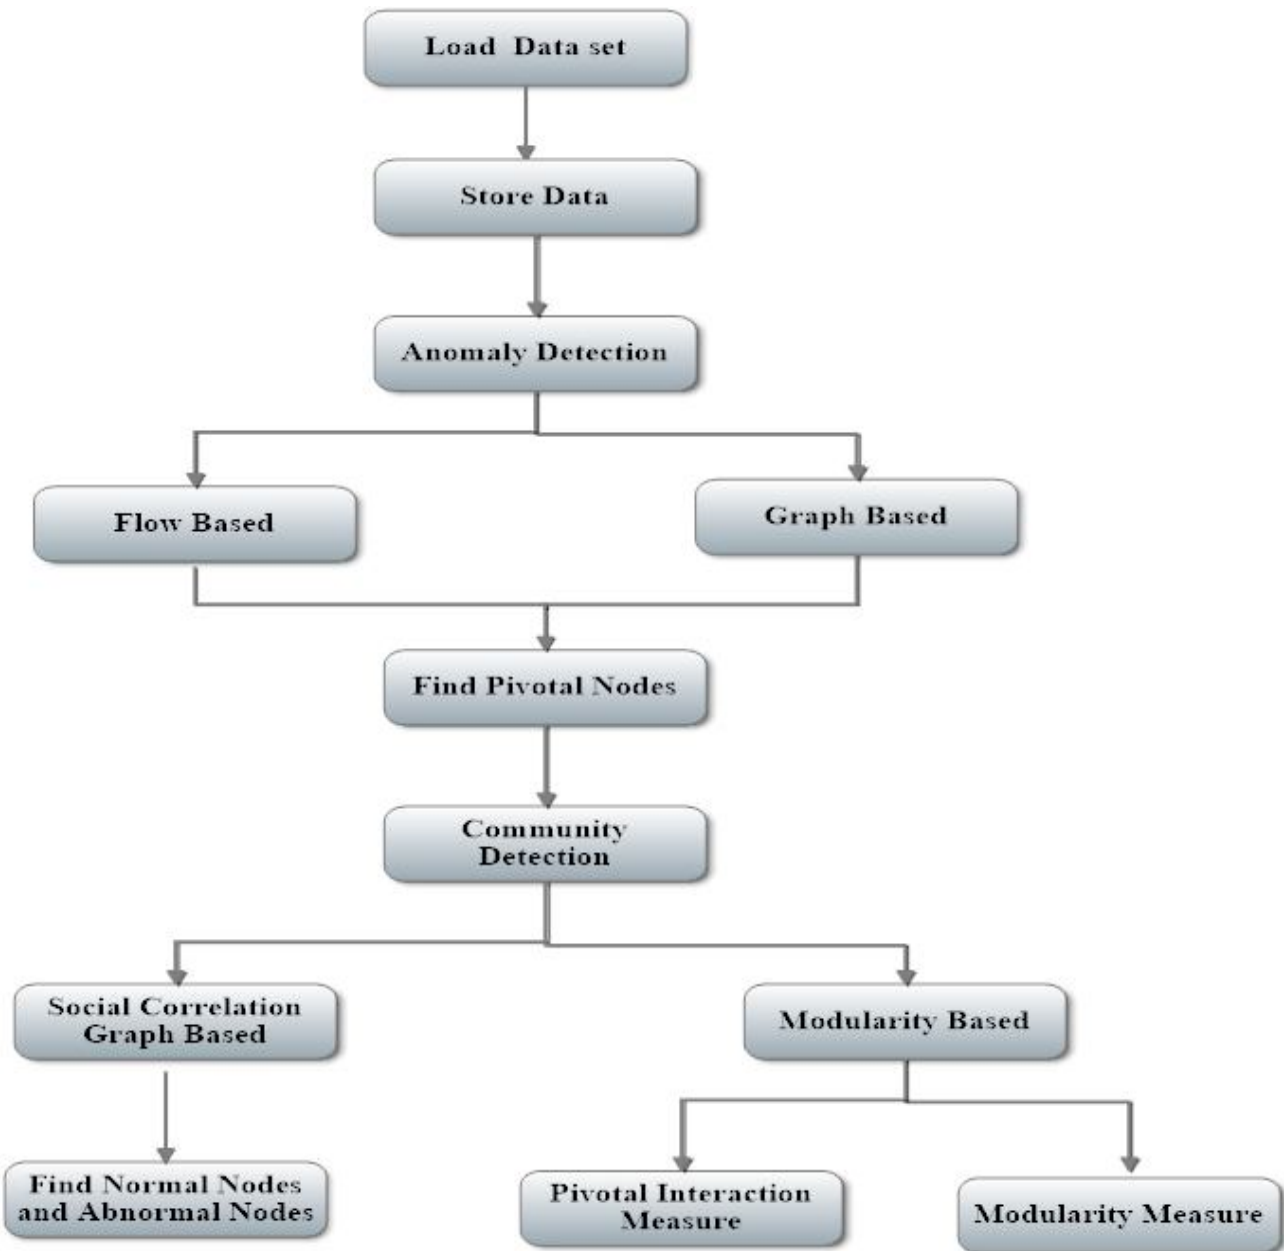 Load Data set
Store Data
Anomaly Detection
Flow Based
Graph Based
Find Pivotal Nodes
Community
Detection
Social Correlation
Graph Based
Modularity Based
Find Normal Nodes
and Abnormal Nodes
Pivotal Interaction
Measure
Modularity Measure